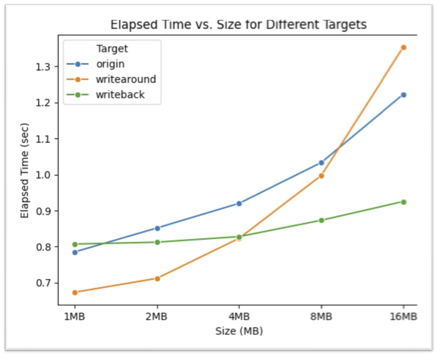 Elapsed Time vs. Size for Different Targets
Target
origin
writearound
writeback
1.3
1.2
1.1
1.0
0.9
0.8
0.7
Elapsed Time (sec)
1MB
2MB
4MB
8MB
16MB
Size (MB)